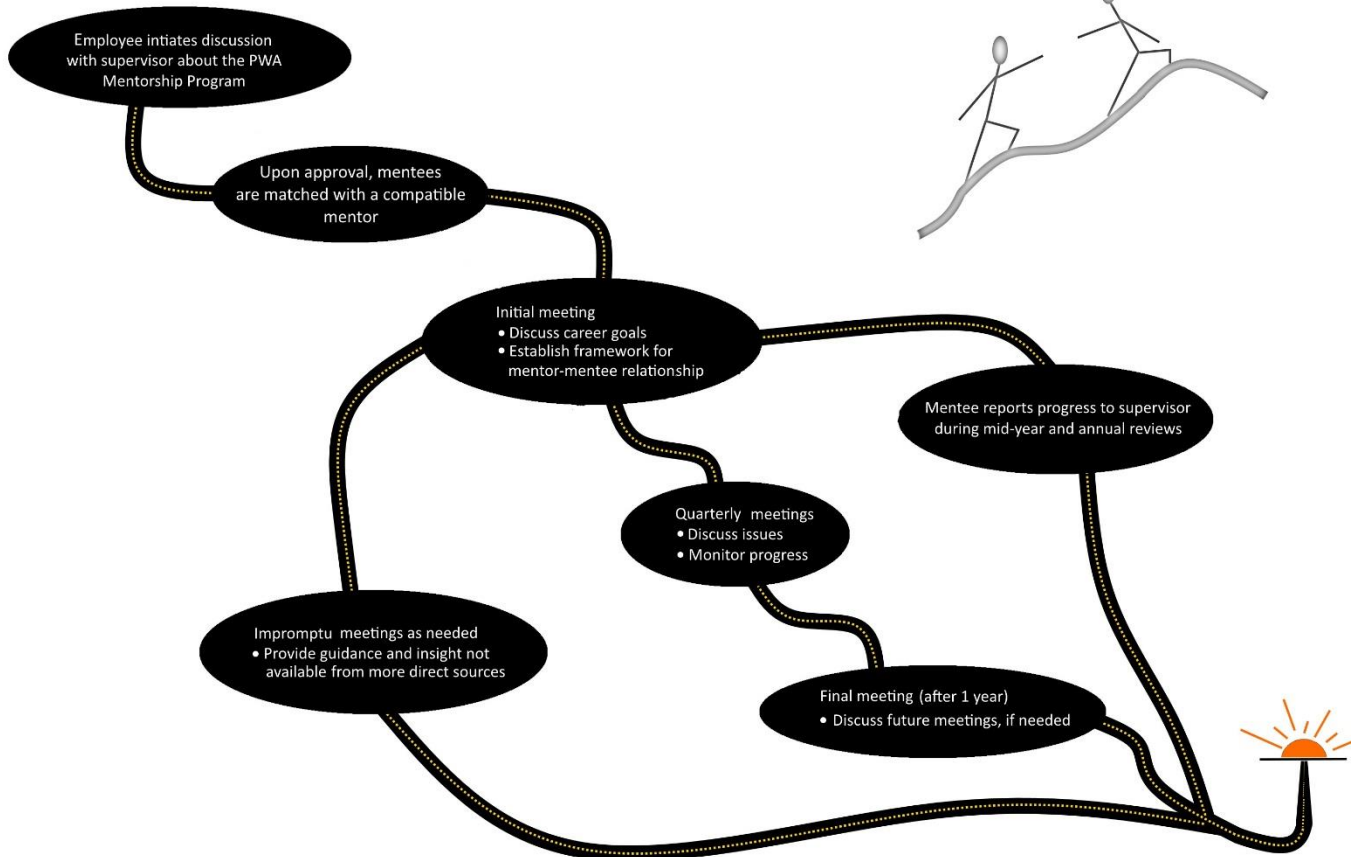 Employee intiates discussion
with supervisor about the PWA
Mentorship Program
Upon approval, mentees
are matched with a compatible
mentor
Initial meeting
• Discuss career goals
• Establish framework for
mentor-mentee relationship
Mentee reports progress to supervisor
during mid-year and annual reviews
Quarterly meetings
• Discuss issues
• Monitor progress
Impromptu meetings as needed
• Provide guidance and insight not
available from more direct sources
Final meeting (after 1 year)
• Discuss future meetings, if needed